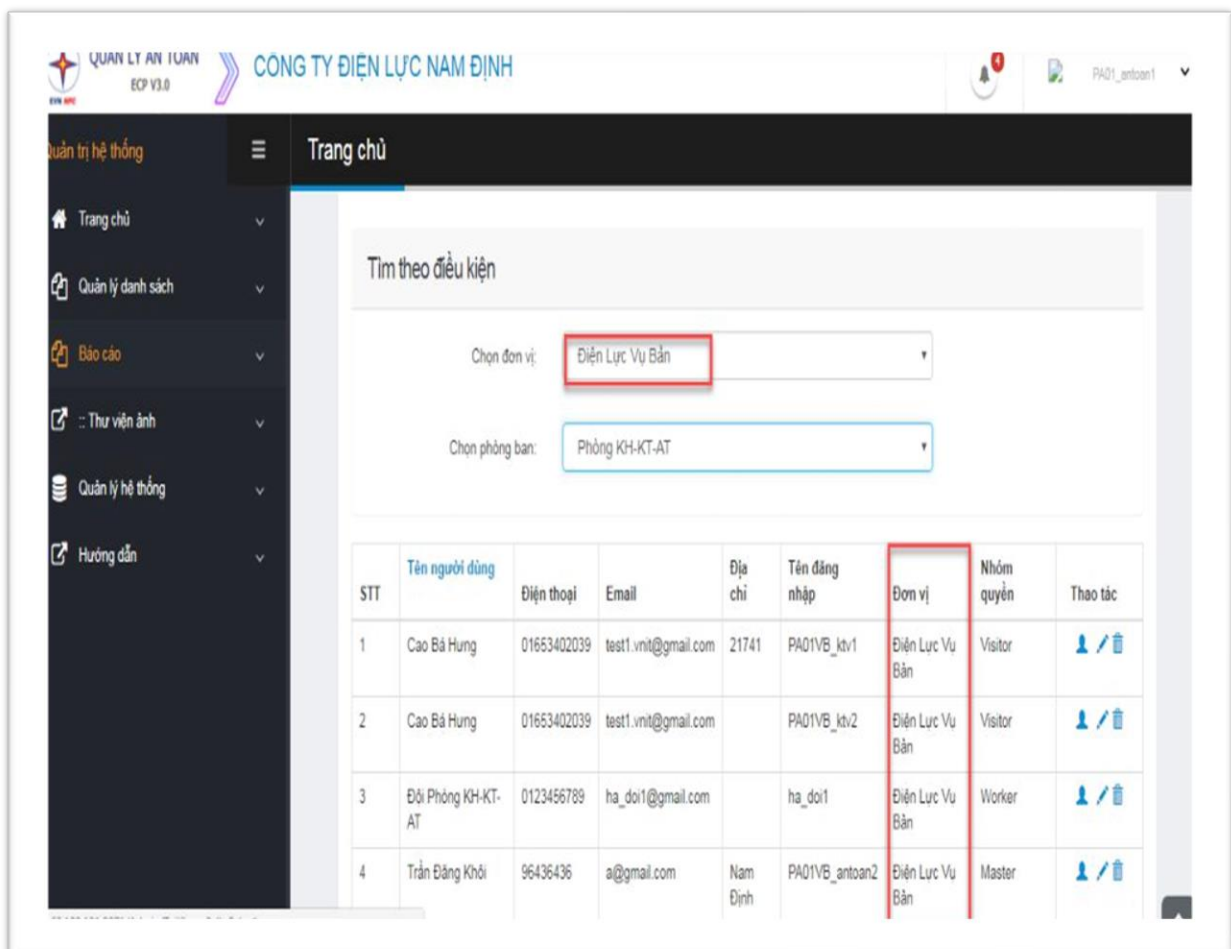 QUẢN LÝ AN TOÀN
ECP V3.0
EVN NPC
CÔNG TY ĐIỆN LỰC NAM ĐỊNH
4
PA01_antoan1
Quản trị hệ thống
Trang chủ
Trang chủ
Quản lý danh sách
Báo cáo
:: Thư viện ảnh
Quản lý hệ thống
Hướng dẫn
Tìm theo điều kiện
Chọn đơn vị: Điện Lực Vụ Bản
Chọn phòng ban: Phòng KH-KT-AT
STT Tên người dùng Điện thoại Email Địa chỉ Tên đăng nhập Đơn vị Nhóm quyền Thao tác
1 Cao Bá Hưng 01653402039 test1.vnit@gmail.com 21741 PA01VB_ktv1 Điện Lực Vụ Bản Visitor
2 Cao Bá Hưng 01653402039 test1.vnit@gmail.com PA01VB_ktv2 Điện Lực Vụ Bản Visitor
3 Đội Phòng KH-KT-AT 0123456789 ha_doi1@gmail.com ha_doi1 Điện Lực Vụ Bản Worker
4 Trần Đăng Khôi 96436436 a@gmail.com Nam Định PA01VB_antoan2 Điện Lực Vụ Bản Master